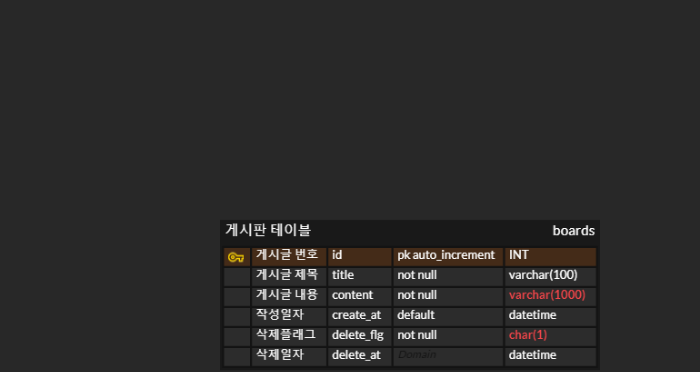 게시판 테이블 boards
게시글 번호 id pk auto_increment INT
게시글 제목 title not null varchar(100)
게시글 내용 content not null varchar(1000)
작성일자 create_at default datetime
삭제플래그 delete_flg not null char(1)
삭제일자 delete_at Domain datetime